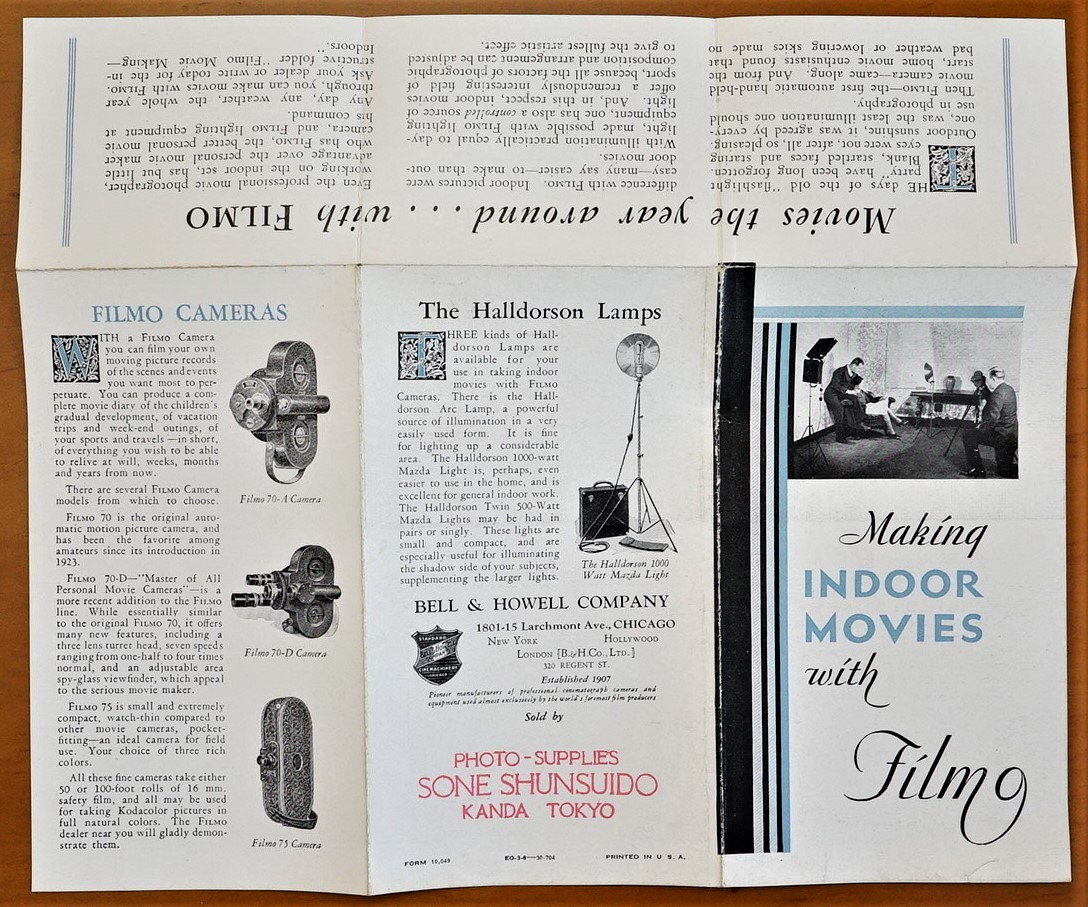 Movies the year around . . . with FILMO
THE days of the old "flashlight
party" have been long forgotten.
Blank, startled faces and staring
eyes were not, after all, so pleasing.
Outdoor sunshine, it was agreed by every-
one, was the least illumination one should
use in photography.
Then FILMO—the first automatic hand-held
movie camera—came along. And from the
start, home movie enthusiasts found that
bad weather or lowering skies made no
difference with FILMO. Indoor pictures were
easy—many say easier—to make than out-
door movies.
With illumination practically equal to day-
light, made possible with FILMO lighting
equipment, one has also a controlled source of
light. And, in this respect, indoor movies
offer a tremendously interesting field of
sport, because all the factors of photographic
composition and arrangement can be adjusted
to give the fullest artistic effect.
Even the professional movie photographer,
working on the indoor set, has but little
advantage over the personal movie maker
who has FILMO, the better personal movie
camera, and FILMO lighting equipment at
his command.
Any day, any weather, the whole year
through, you can make movies with FILMO.
Ask your dealer or write today for the in-
structive folder "Filmo Movie Making—
Indoors."
FILMO CAMERAS
WITH a FILMO Camera
you can film your own
moving picture records
of the scenes and events
you want most to per-
petuate. You can produce a com-
plete movie diary of the children's
gradual development, of vacation
trips and week-end outings, of
your sports and travels—in short,
of everything you wish to be able
to relive at will, weeks, months
and years from now.
There are several FILMO Camera
models from which to choose.
FILMO 70 is the original auto-
matic motion picture camera, and
has been the favorite among
amateurs since its introduction in
1923.
FILMO 70-D—"Master of All
Personal Movie Cameras"—is a
more recent addition to the FILMO
line. While essentially similar
to the original FILMO 70, it offers
many new features, including a
three lens turret head, seven speeds
ranging from one-half to four times
normal, and an adjustable area
spy-glass viewfinder, which appeal
to the serious movie maker.
FILMO 75 is small and extremely
compact, watch-thin compared to
other movie cameras, pocket-
fitting—an ideal camera for field
use. Your choice of three rich
colors.
All these fine cameras take either
50 or 100-foot rolls of 16 mm.
safety film, and all may be used
for taking Kodacolor pictures in
full natural colors. The FILMO
dealer near you will gladly demon-
strate them.
Filmo 70-A Camera
Filmo 70-D Camera
Filmo 75 Camera
The Halldorson Lamps
THREE kinds of Hall-
dorson Lamps are
available for your
use in taking indoor
movies with FILMO
Cameras. There is the Hall-
dorson Arc Lamp, a powerful
source of illumination in a very
easily used form. It is fine
for lighting up a considerable
area. The Halldorson 1000-watt
Mazda Light is, perhaps, even
easier to use in the home, and is
excellent for general indoor work.
The Halldorson Twin 500-Watt
Mazda Lights may be had in
pairs or singly. These lights are
small and compact, and are
especially useful for illuminating
the shadow side of your subjects,
supplementing the larger lights.
The Halldorson 1000
Watt Mazda Light
BELL & HOWELL COMPANY
1801-15 Larchmont Ave., CHICAGO
NEW YORK HOLLYWOOD
LONDON [B.&H.CO., LTD.]
320 REGENT ST.
Established 1907
STANDARD
BELL & HOWELL
CINEMACHINERY
CHICAGO
Pioneer manufacturers of professional cinematograph cameras and
equipment used almost exclusively by the world's foremost film producers
Sold by
PHOTO-SUPPLIES
SONE SHUNSUIDO
KANDA TOKYO
FORM 10,049 EO-3-8—30-704 PRINTED IN U. S. A.
Making
INDOOR
MOVIES
with
Filmo